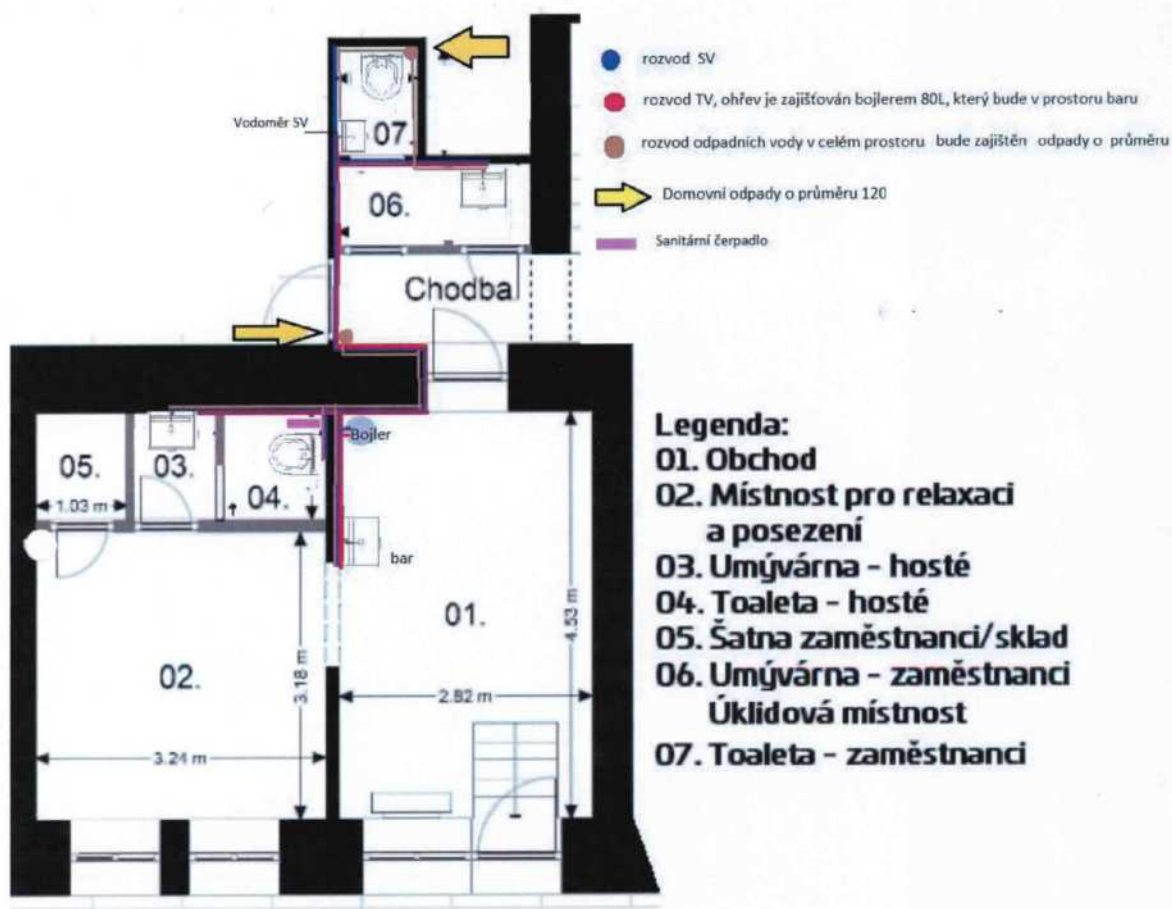 rozvod SV
rozvod TV, ohřev je zajišťován bojlerem 80L, který bude v prostoru baru
Vodoměr SV
07.
rozvod odpadních vody v celém prostoru bude zajištěn odpady o průměru
06.
Domovní odpady o průměru 120
Sanitární čerpadlo
Chodba
Bojler
05.
03.
04.
1.03 m
bar
01.
4.53 m
02.
3.18 m
2.82 m
3.24 m
Legenda:
01. Obchod
02. Místnost pro relaxaci
a posezení
03. Umývárna - hosté
04. Toaleta - hosté
05. Šatna zaměstnanci/sklad
06. Umývárna - zaměstnanci
Úklidová místnost
07. Toaleta - zaměstnanci